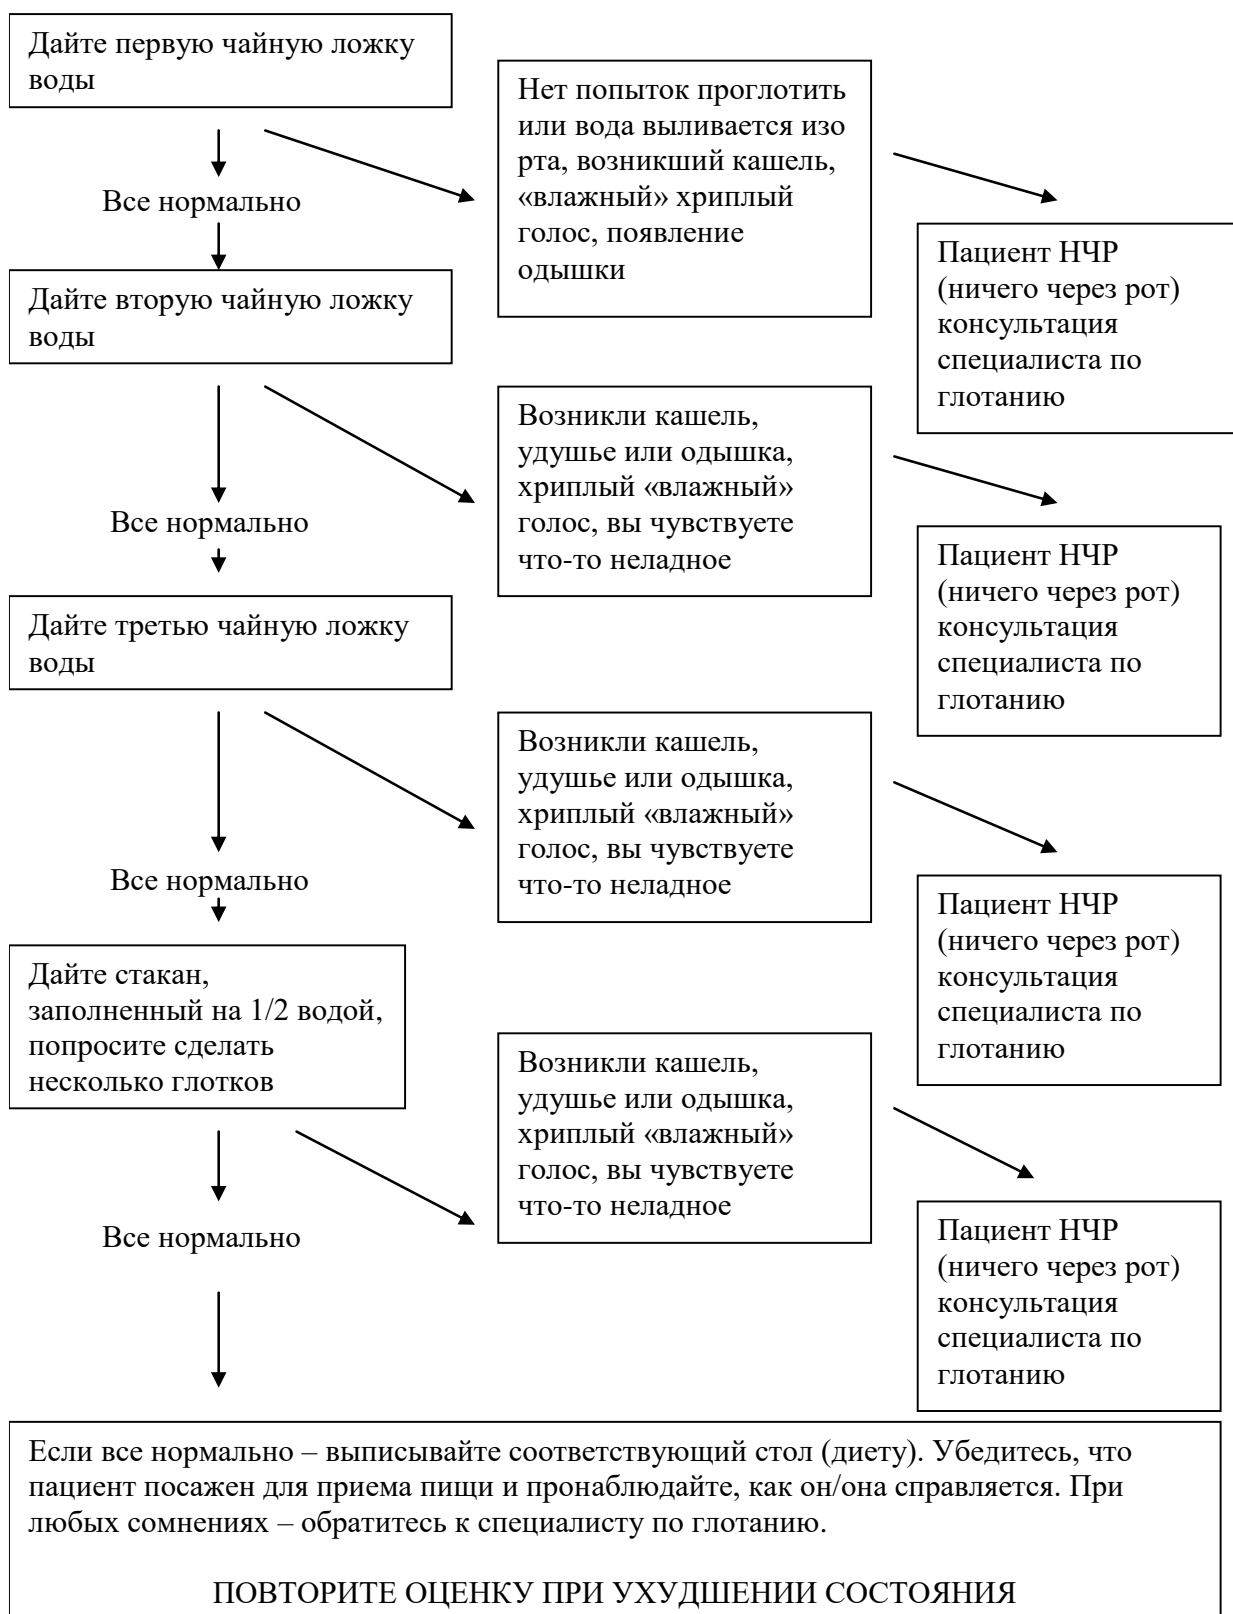 Дайте первую чайную ложку
воды
Нет попыток проглотить
или вода выливается изо
рта, возникший кашель,
«влажный» хриплый
голос, появление
одышки
Все нормально
Пациент НЧР
(ничего через рот)
консультация
специалиста по
глотанию
Дайте вторую чайную ложку
воды
Возникли кашель,
удушье или одышка,
хриплый «влажный»
голос, вы чувствуете
что-то неладное
Все нормально
Пациент НЧР
(ничего через рот)
консультация
специалиста по
глотанию
Дайте третью чайную ложку
воды
Возникли кашель,
удушье или одышка,
хриплый «влажный»
голос, вы чувствуете
что-то неладное
Все нормально
Пациент НЧР
(ничего через рот)
консультация
специалиста по
глотанию
Дайте стакан,
заполненный на 1/2 водой,
попросите сделать
несколько глотков
Возникли кашель,
удушье или одышка,
хриплый «влажный»
голос, вы чувствуете
что-то неладное
Все нормально
Пациент НЧР
(ничего через рот)
консультация
специалиста по
глотанию
Если все нормально – выписывайте соответствующий стол (диету). Убедитесь, что
пациент посажен для приема пищи и пронаблюдайте, как он/она справляется. При
любых сомнениях – обратитесь к специалисту по глотанию.
ПОВТОРИТЕ ОЦЕНКУ ПРИ УХУДШЕНИИ СОСТОЯНИЯ